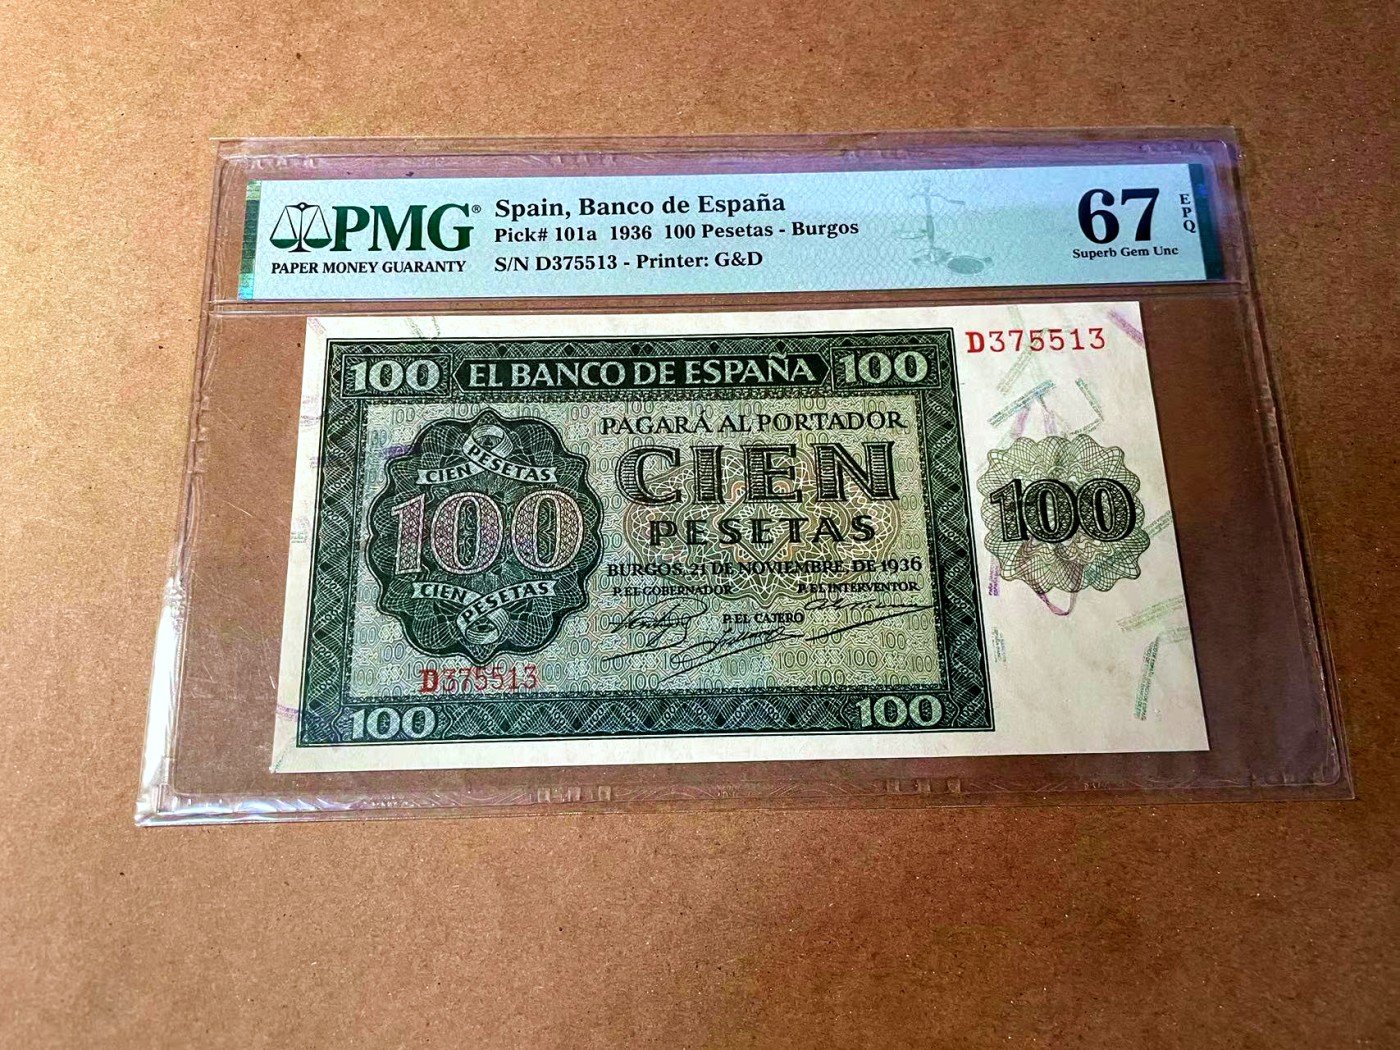 PMG®
PAPER MONEY GUARANTY
Spain, Banco de España
Pick# 101a 1936 100 Pesetas - Burgos
S/N D375513 - Printer: G&D
67
EPQ
Superb Gem Unc
D375513
100 EL BANCO DE ESPAÑA 100
PAGARÁ AL PORTADOR
CIEN
PESETAS
BURGOS, 21 DE NOVIEMBRE DE 1936
P. EL GOBERNADOR
P. EL INTERVENTOR
P. EL CAJERO
CIEN PESETAS
100
CIEN PESETAS
D375513
100
100
100